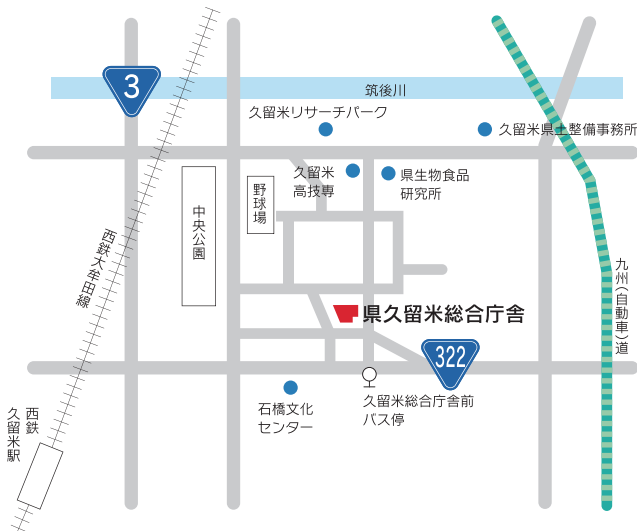 3
筑後川
久留米リサーチパーク
久留米県土整備事務所
久留米
高技専
県生物食品
研究所
野球場
中央公園
西鉄大牟田線
九州(自動車)道
県久留米総合庁舎
322
久留米総合庁舎前
バス停
石橋文化
センター
西鉄
久留米駅